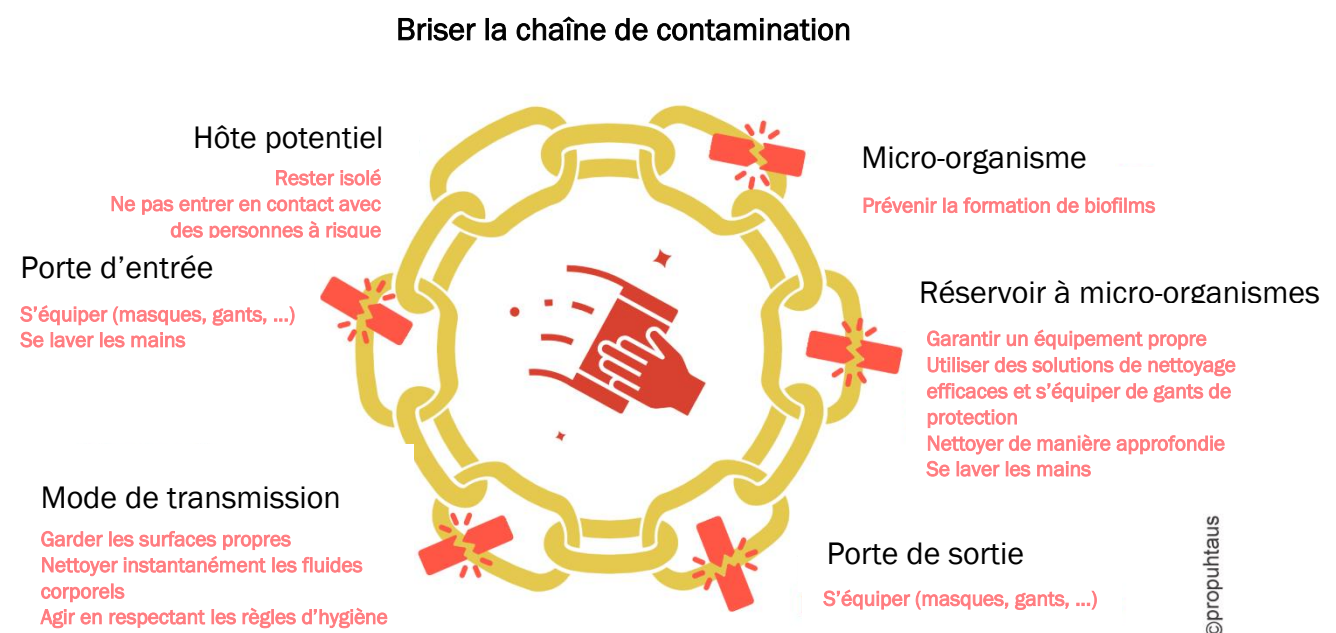 Briser la chaîne de contamination
Hôte potentiel
Rester isolé
Ne pas entrer en contact avec
des personnes à risque
Micro-organisme
Prévenir la formation de biofilms
Porte d’entrée
S’équiper (masques, gants, ...)
Se laver les mains
Réservoir à micro-organismes
Garantir un équipement propre
Utiliser des solutions de nettoyage
efficaces et s’équiper de gants de
protection
Nettoyer de manière approfondie
Se laver les mains
Mode de transmission
Garder les surfaces propres
Nettoyer instantanément les fluides
corporels
Agir en respectant les règles d’hygiène
Porte de sortie
S’équiper (masques, gants, ...)
©propuhtaus